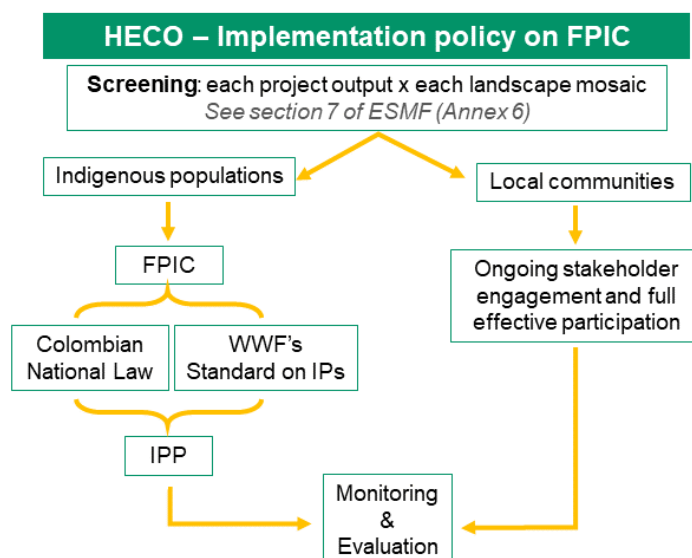 HECO – Implementation policy on FPIC
Screening: each project output x each landscape mosaic
See section 7 of ESMF (Annex 6)
Indigenous populations
Local communities
FPIC
Ongoing stakeholder
engagement and full
effective participation
Colombian
National Law
WWF's
Standard on IPs
IPP
Monitoring
&
Evaluation